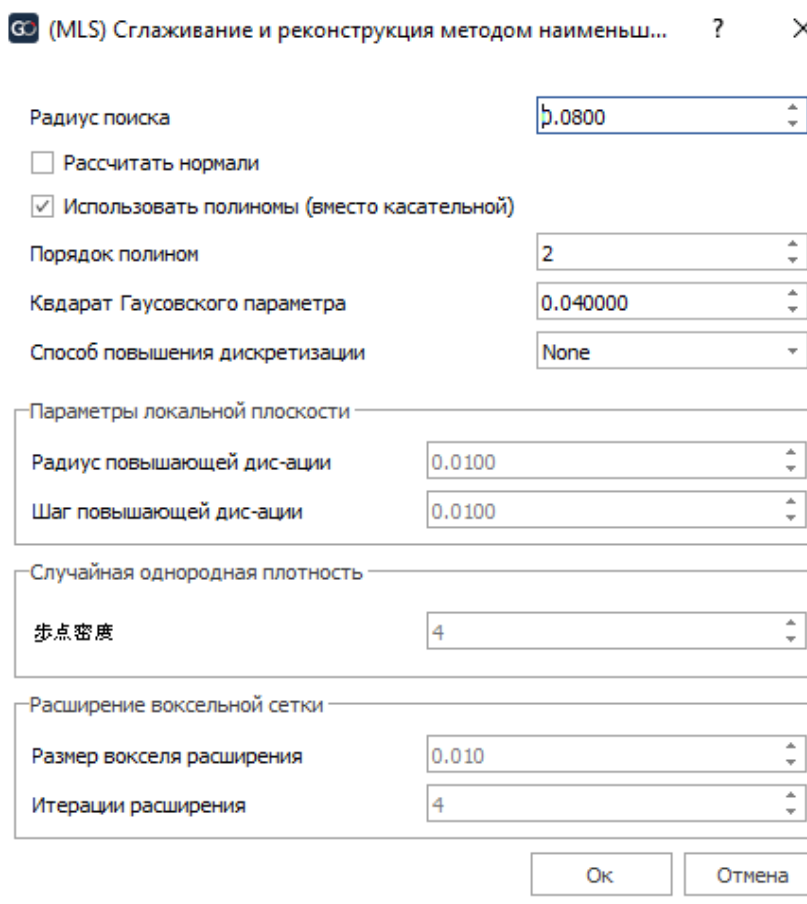 GO (MLS) Сглаживание и реконструкция методом наименьш... ?
Радиус поиска 0.0800
Рассчитать нормали
Использовать полиномы (вместо касательной)
Порядок полином 2
Квдарат Гаусовского параметра 0.040000
Способ повышения дискретизации None
Параметры локальной плоскости
Радиус повышающей дис-ации 0.0100
Шаг повышающей дис-ации 0.0100
Случайная однородная плотность
步点密度 4
Расширение воксельной сетки
Размер вокселя расширения 0.010
Итерации расширения 4
Ок Отмена